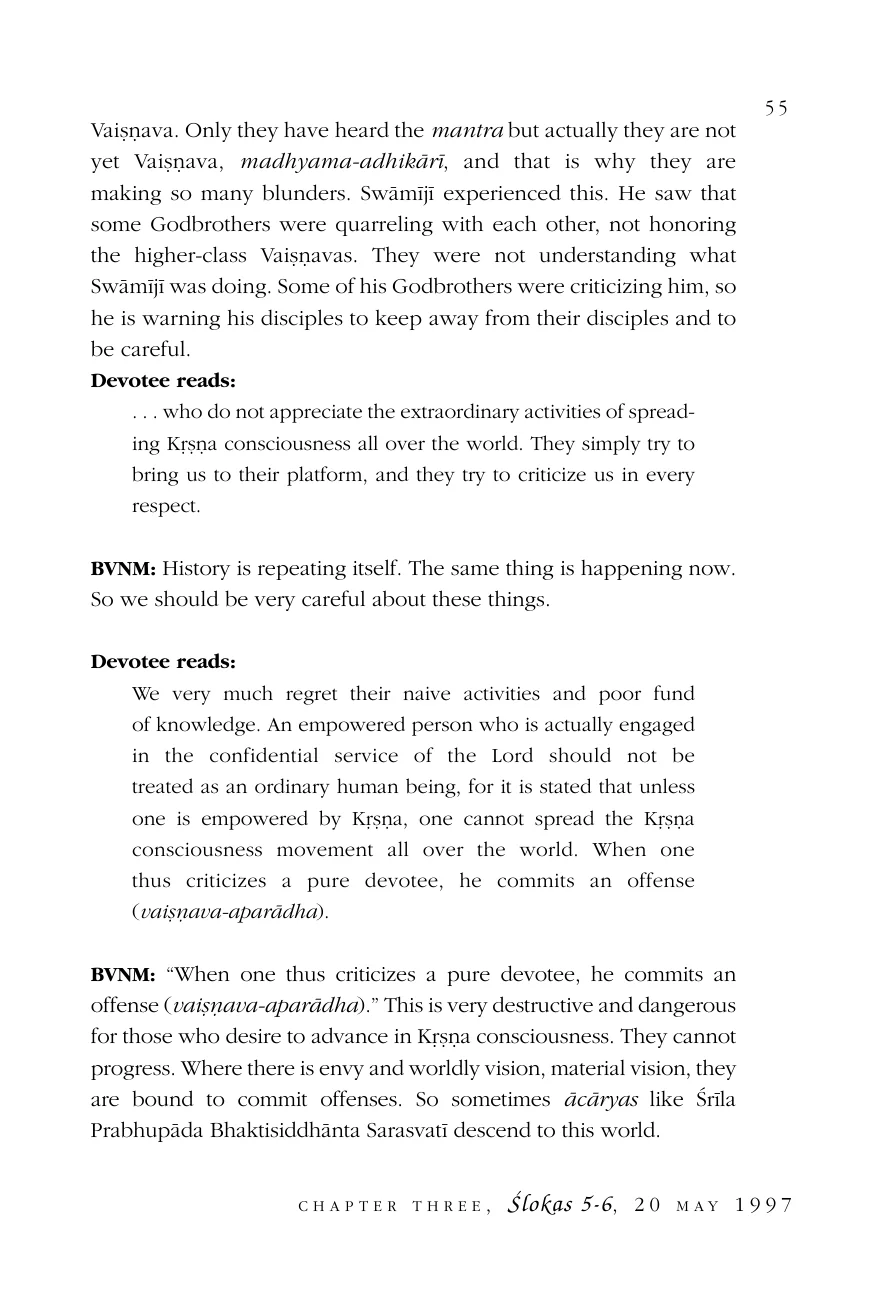 55
Vaiṣṇava. Only they have heard the mantra but actually they are not
yet Vaiṣṇava, madhyama-adhikārī, and that is why they are
making so many blunders. Swāmījī experienced this. He saw that
some Godbrothers were quarreling with each other, not honoring
the higher-class Vaiṣṇavas. They were not understanding what
Swāmījī was doing. Some of his Godbrothers were criticizing him, so
he is warning his disciples to keep away from their disciples and to
be careful.
Devotee reads:
. . . who do not appreciate the extraordinary activities of spread-
ing Kṛṣṇa consciousness all over the world. They simply try to
bring us to their platform, and they try to criticize us in every
respect.
BVNM: History is repeating itself. The same thing is happening now.
So we should be very careful about these things.
Devotee reads:
We very much regret their naive activities and poor fund
of knowledge. An empowered person who is actually engaged
in the confidential service of the Lord should not be
treated as an ordinary human being, for it is stated that unless
one is empowered by Kṛṣṇa, one cannot spread the Kṛṣṇa
consciousness movement all over the world. When one
thus criticizes a pure devotee, he commits an offense
(vaiṣṇava-aparādha).
BVNM: “When one thus criticizes a pure devotee, he commits an
offense (vaiṣṇava-aparādha).” This is very destructive and dangerous
for those who desire to advance in Kṛṣṇa consciousness. They cannot
progress. Where there is envy and worldly vision, material vision, they
are bound to commit offenses. So sometimes ācāryas like Śrīla
Prabhupāda Bhaktisiddhānta Sarasvatī descend to this world.
CHAPTER THREE, Ślokas 5-6, 20 MAY 1997